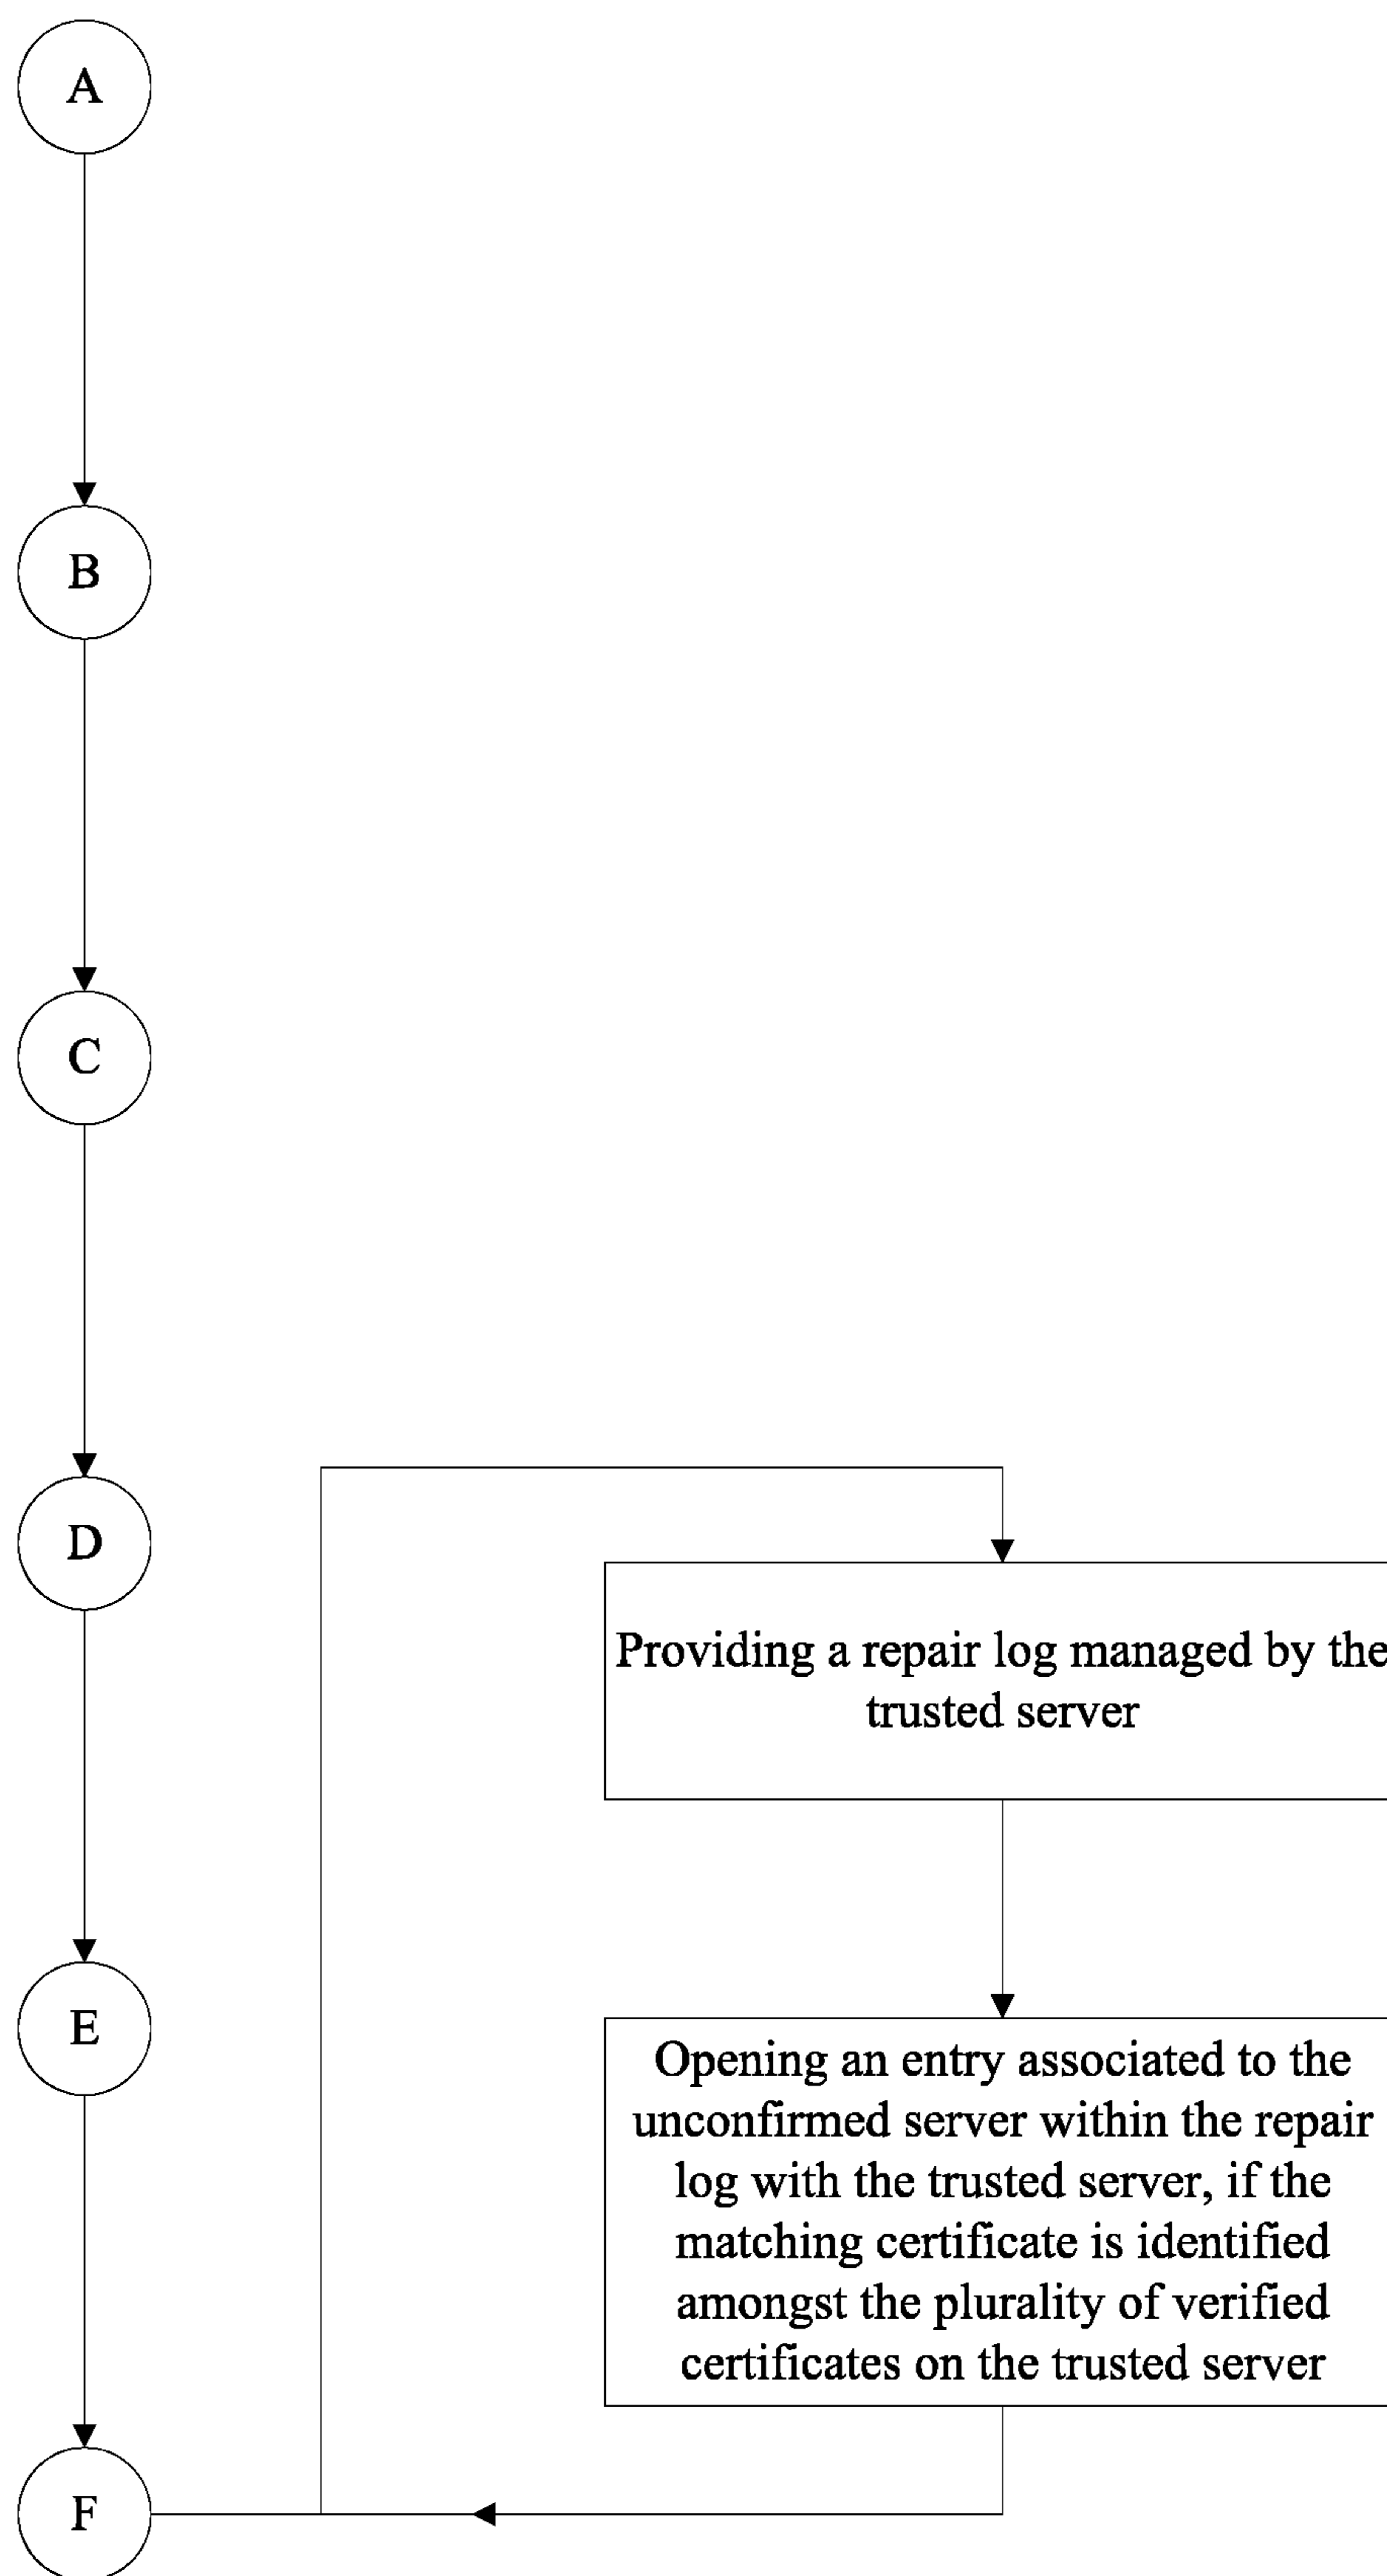 A
B
C
D
Providing a repair log managed by the
trusted server
E
Opening an entry associated to the
unconfirmed server within the repair
log with the trusted server, if the
matching certificate is identified
amongst the plurality of verified
certificates on the trusted server
F